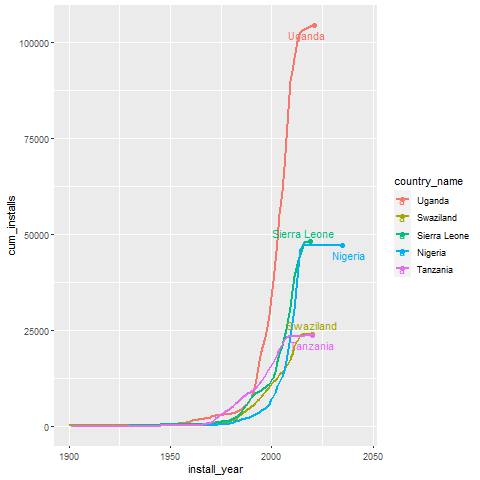 100000
75000
50000
25000
0
cum_installs
1900
1950
2000
2050
install_year
Uganda
Sierra Leone
Nigeria
Swaziland
Tanzania
country_name
a Uganda
a Swaziland
a Sierra Leone
a Nigeria
a Tanzania